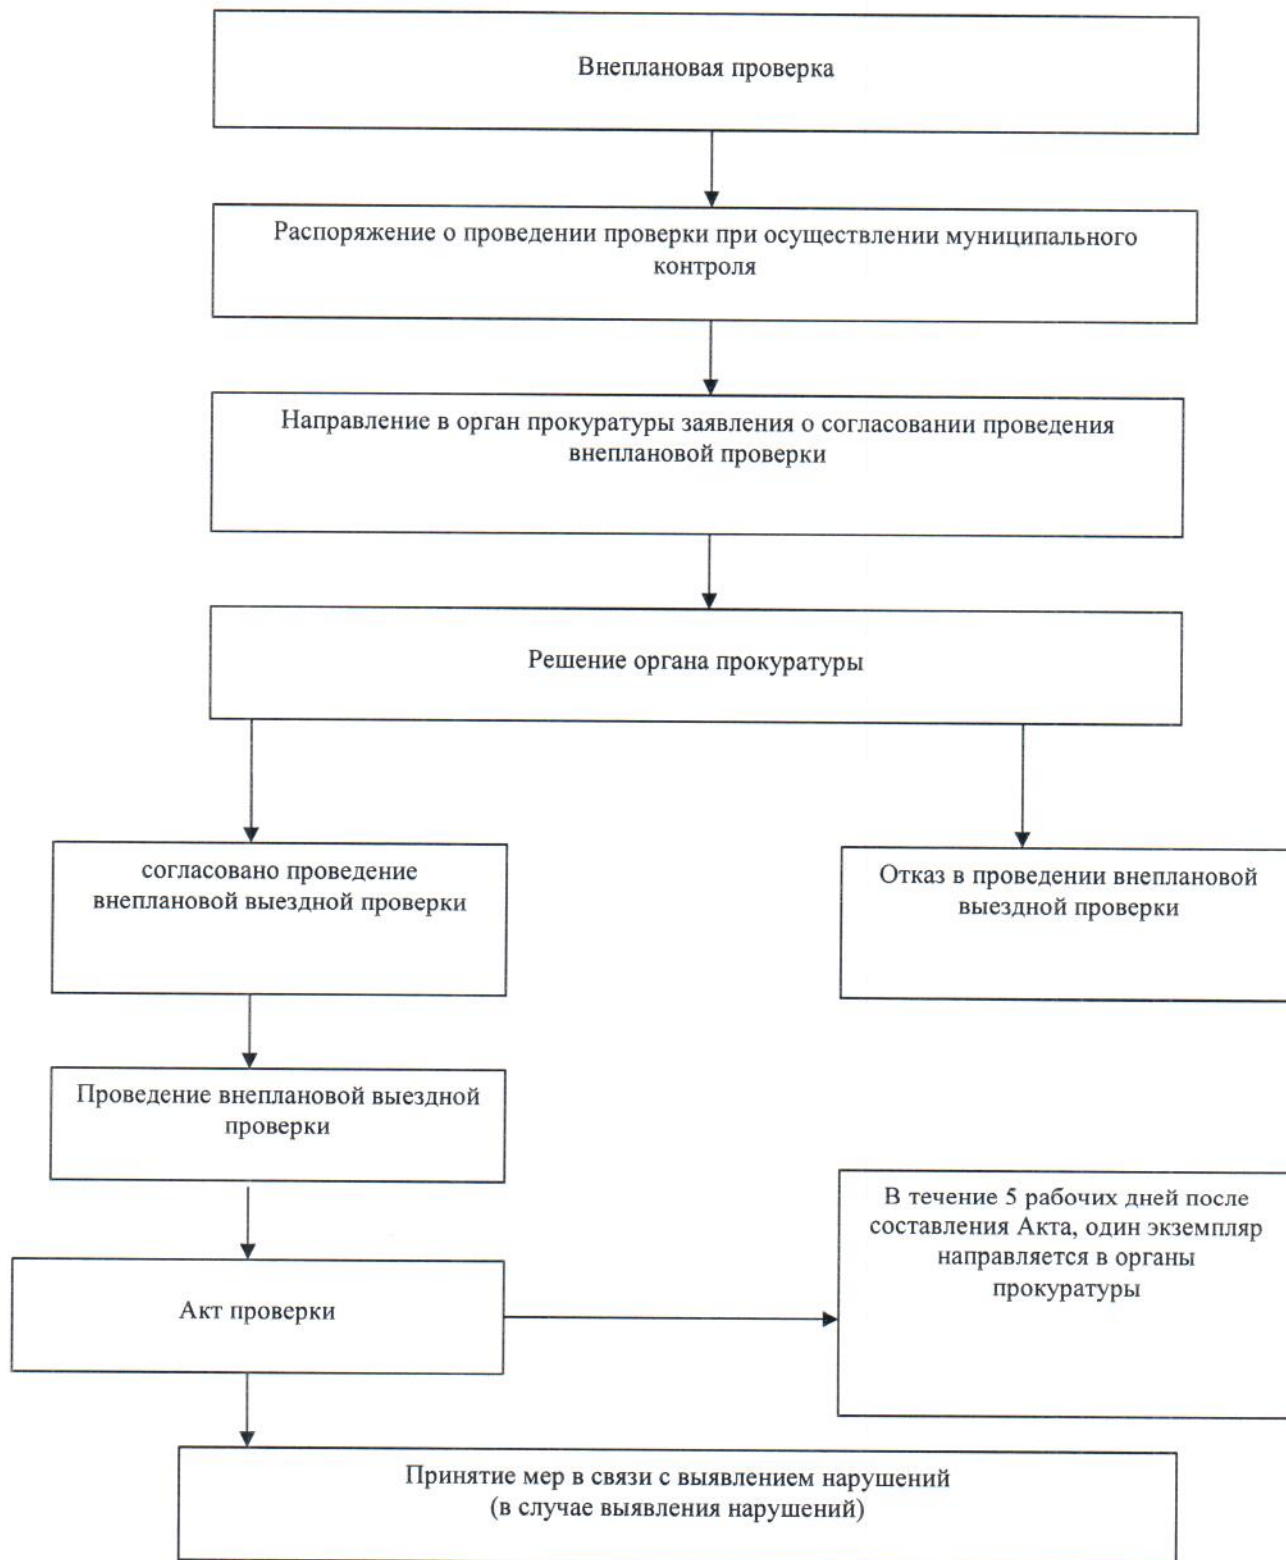 Внеплановая проверка
Распоряжение о проведении проверки при осуществлении муниципального
контроля
Направление в орган прокуратуры заявления о согласовании проведения
внеплановой проверки
Решение органа прокуратуры
согласовано проведение
внеплановой выездной проверки
Отказ в проведении внеплановой
выездной проверки
Проведение внеплановой выездной
проверки
В течение 5 рабочих дней после
составления Акта, один экземпляр
направляется в органы
прокуратуры
Акт проверки
Принятие мер в связи с выявлением нарушений
(в случае выявления нарушений)